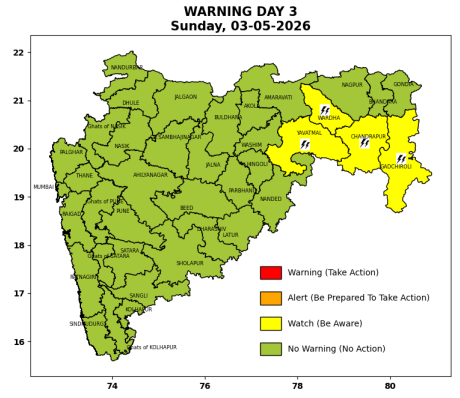 WARNING DAY 3
Sunday, 03-05-2026
22
21
20
19
18
17
16
74
76
78
80
NANDURBAR
DHULE
JALGAON
AMARAVATI
NAGPUR
GONDIA
BHANDARA
AKOLA
BULDHANA
WARDHA
Ghats of NASIK
NASIK
SAMBHAJINAGAR
WASHIM
YAVATMAL
CHANDRAPUR
GADCHIROLI
PALGHAR
THANE
AHILYANAGAR
JALNA
HINGOLI
MUMBAI
RAIGAD
Ghats of PUNE
PUNE
BEED
PARBHANI
NANDED
DHARASHIV
LATUR
SATARA
Ghats of SATARA
SHOLAPUR
RATNAGIRI
SANGLI
KOLHAPUR
SINDHUDURG
Ghats of KOLHAPUR
Warning (Take Action)
Alert (Be Prepared To Take Action)
Watch (Be Aware)
No Warning (No Action)